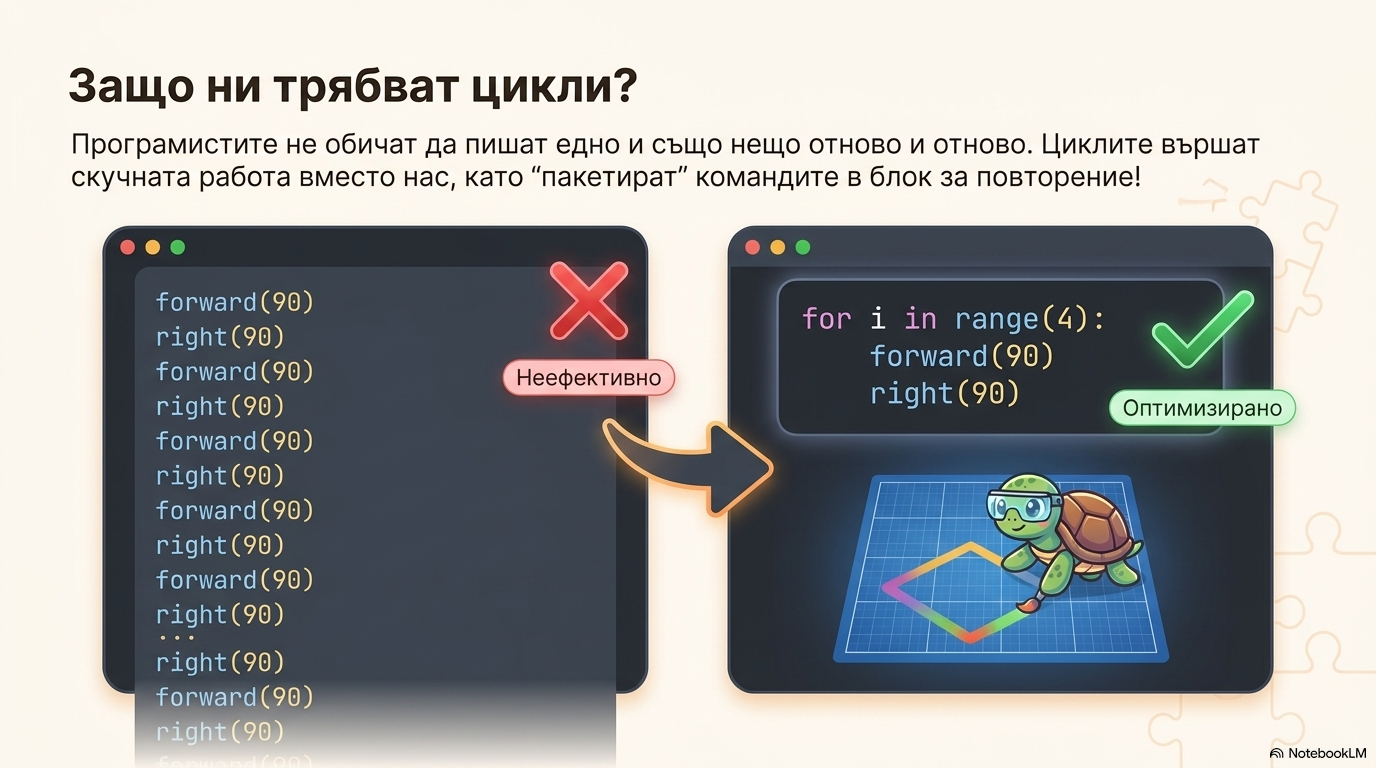 Защо ни трябват цикли?
Програмистите не обичат да пишат едно и също нещо отново и отново. Циклите вършат
скучната работа вместо нас, като “пакетират” командите в блок за повторение!
forward(90)
right(90)
forward(90)
right(90)
forward(90)
right(90)
forward(90)
right(90)
forward(90)
right(90)
...
right(90)
forward(90)
right(90)
forward(90)
Неефективно
for i in range(4):
    forward(90)
    right(90)
Оптимизирано
NotebookLM